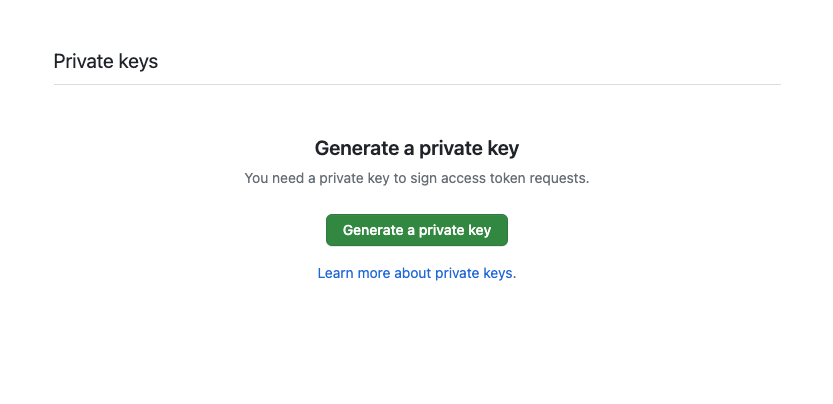 Private keys
Generate a private key
You need a private key to sign access token requests.
Generate a private key
Learn more about private keys.